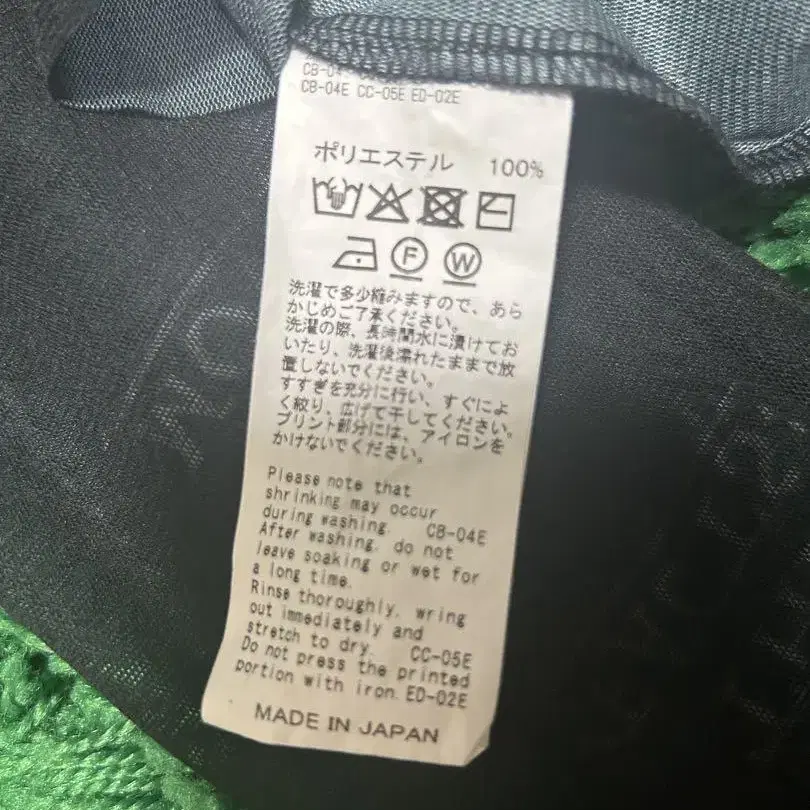 CB-04
CB-04E CC-05E ED-02E
ポリエステル 100%
F W
洗濯で多少縮みますので、あら
かじめご了承ください。
洗濯の際、長時間水に漬けてお
いたり、洗濯後濡れたままで放
置しないでください。
すすぎを充分に行い、すぐによ
く絞り、広げて干してください。
プリント部分には、アイロンを
かけないでください。
Please note that
shrinking may occur
during washing. CB-04E
After washing, do not
leave soaking or wet for
a long time.
Rinse thoroughly, wring
out immediately and
stretch to dry. CC-05E
Do not press the printed
portion with iron. ED-02E
MADE IN JAPAN